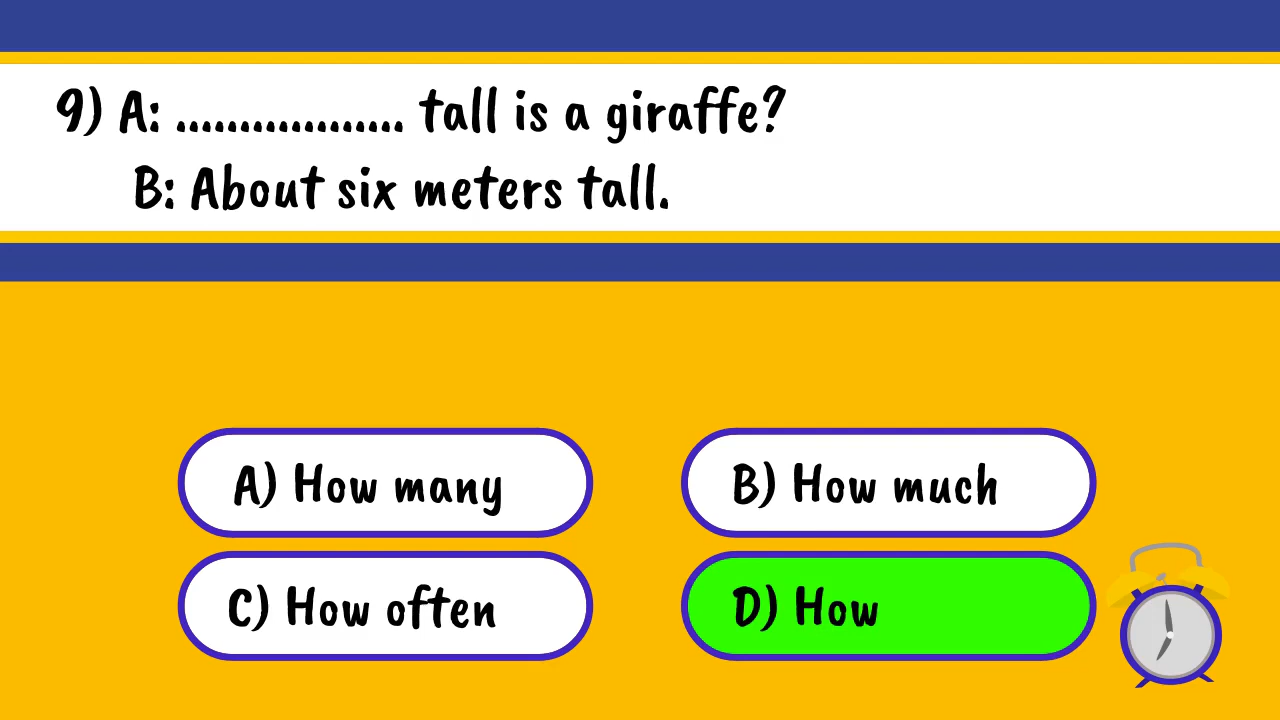 9) A: .................. tall is a giraffe?
B: About six meters tall.
A) How many
B) How much
C) How often
D) How